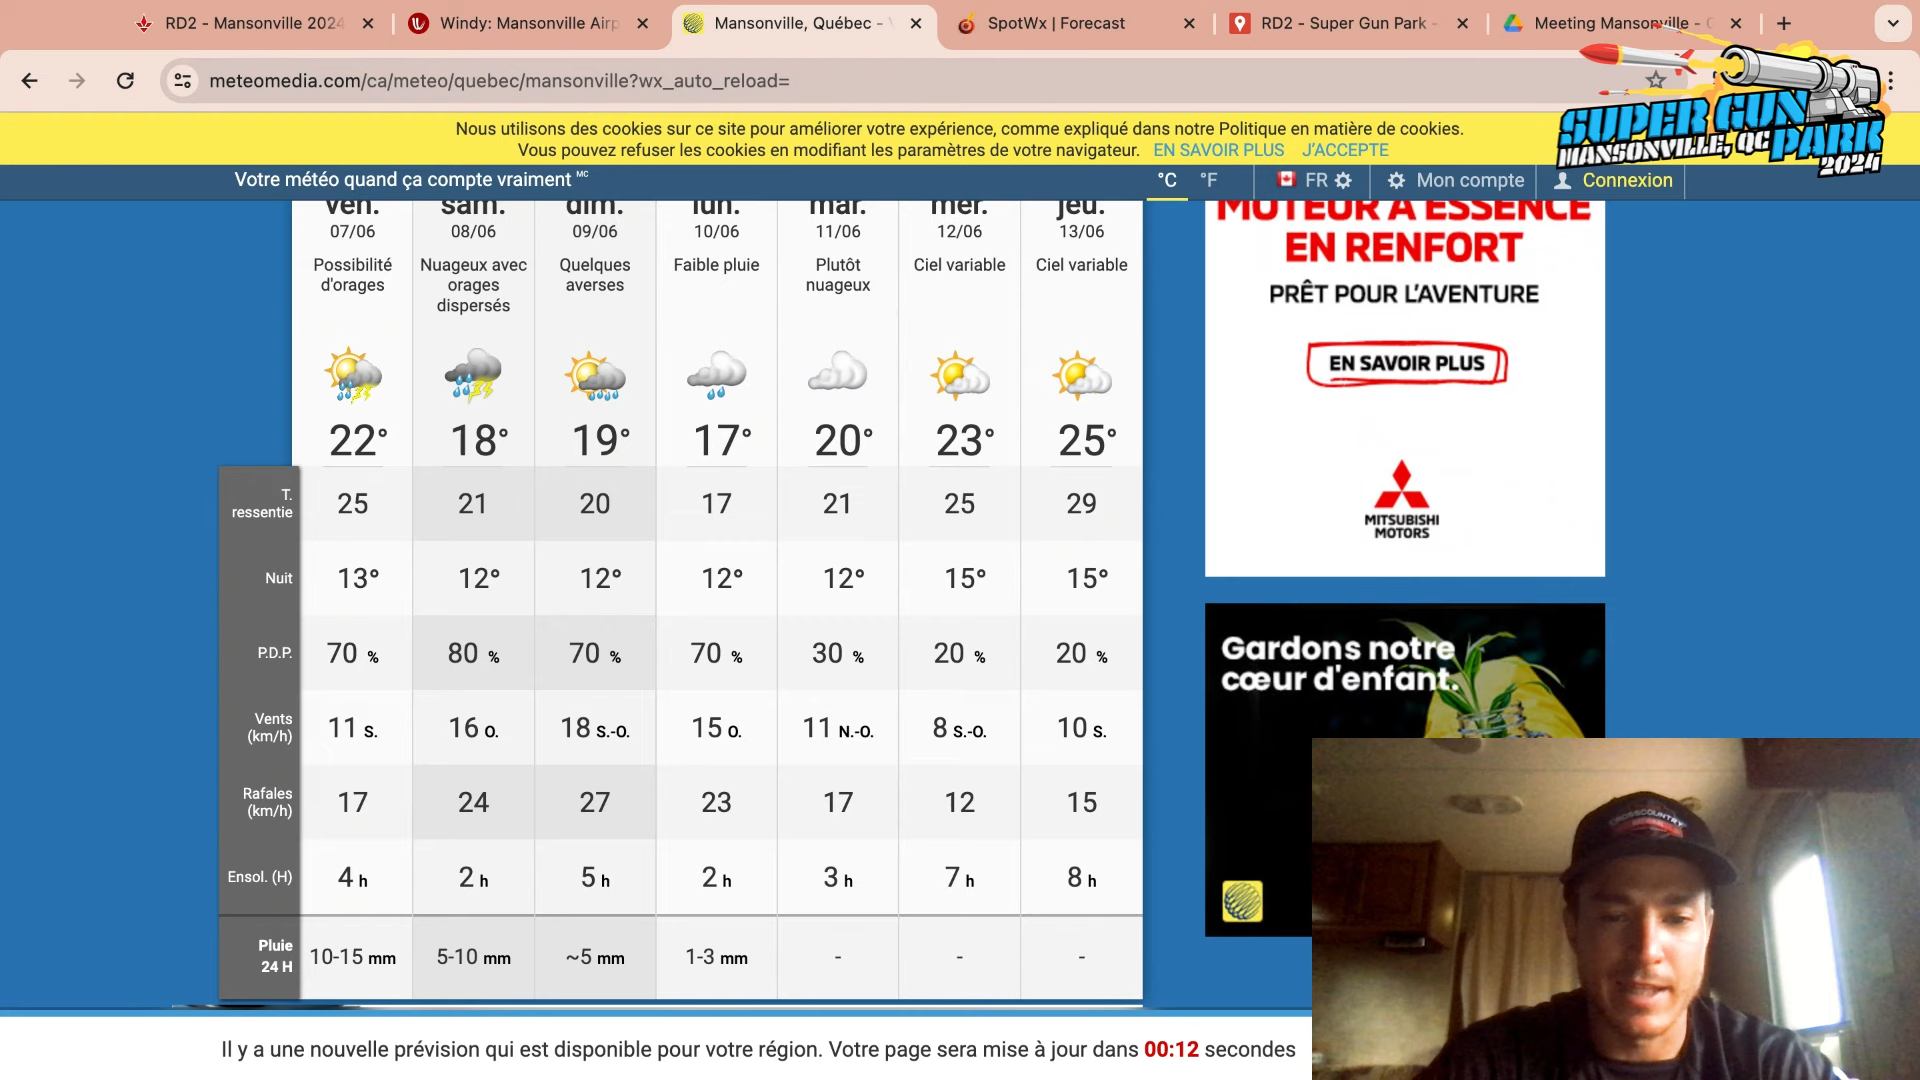 RD2 - Mansonville 2024
Windy: Mansonville Airp
Mansonville, Québec -
SpotWx | Forecast
RD2 - Super Gun Park -
Meeting Mansonville -
meteomedia.com/ca/meteo/quebec/mansonville?wx_auto_reload=
SUPER GUN
PARK
MANSONVILLE, QC
2024
Nous utilisons des cookies sur ce site pour améliorer votre expérience, comme expliqué dans notre Politique en matière de cookies.
Vous pouvez refuser les cookies en modifiant les paramètres de votre navigateur. EN SAVOIR PLUS J'ACCEPTE
Votre météo quand ça compte vraiment MC
°C °F FR Mon compte Connexion
ven. sam. dim. lun. mar. mer. jeu.
07/06 08/06 09/06 10/06 11/06 12/06 13/06
Possibilité d'orages
Nuageux avec orages dispersés
Quelques averses
Faible pluie
Plutôt nuageux
Ciel variable
Ciel variable
22° 18° 19° 17° 20° 23° 25°
T. ressentie 25 21 20 17 21 25 29
Nuit 13° 12° 12° 12° 12° 15° 15°
P.D.P. 70 % 80 % 70 % 70 % 30 % 20 % 20 %
Vents (km/h) 11 S. 16 O. 18 S.-O. 15 O. 11 N.-O. 8 S.-O. 10 S.
Rafales (km/h) 17 24 27 23 17 12 15
Ensol. (H) 4 h 2 h 5 h 2 h 3 h 7 h 8 h
Pluie 24 H 10-15 mm 5-10 mm ~5 mm 1-3 mm - - -
MOTEUR À ESSENCE
EN RENFORT
PRÊT POUR L'AVENTURE
EN SAVOIR PLUS
MITSUBISHI
MOTORS
Gardons notre
cœur d'enfant.
CROSSCOUNTRY
Il y a une nouvelle prévision qui est disponible pour votre région. Votre page sera mise à jour dans 00:12 secondes